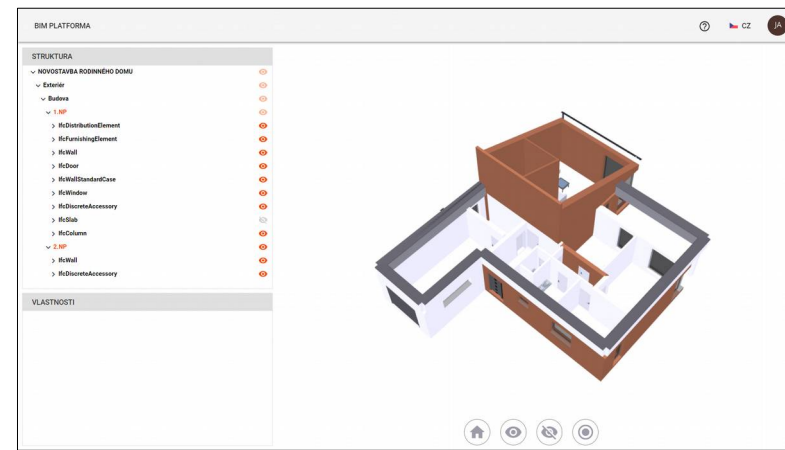 BIM PLATFORMA
CZ
JA
STRUKTURA
NOVOSTAVBA RODINNÉHO DOMU
Exteriér
Budova
1.NP
IfcDistributionElement
IfcFurnishingElement
IfcWall
IfcDoor
IfcWallStandardCase
IfcWindow
IfcDiscreteAccessory
IfcSlab
IfcColumn
2.NP
IfcWall
IfcDiscreteAccessory
VLASTNOSTI